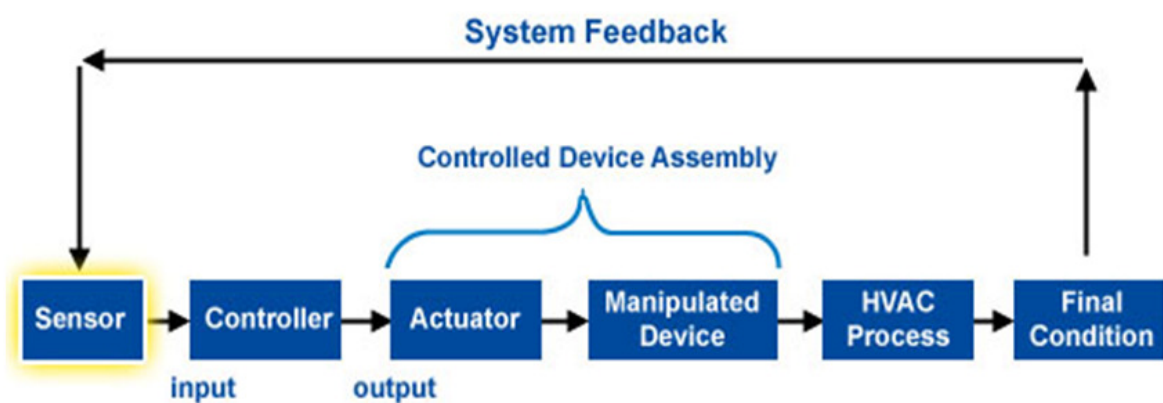 System Feedback
Controlled Device Assembly
Sensor
Controller
Actuator
Manipulated
Device
HVAC
Process
Final
Condition
input
output